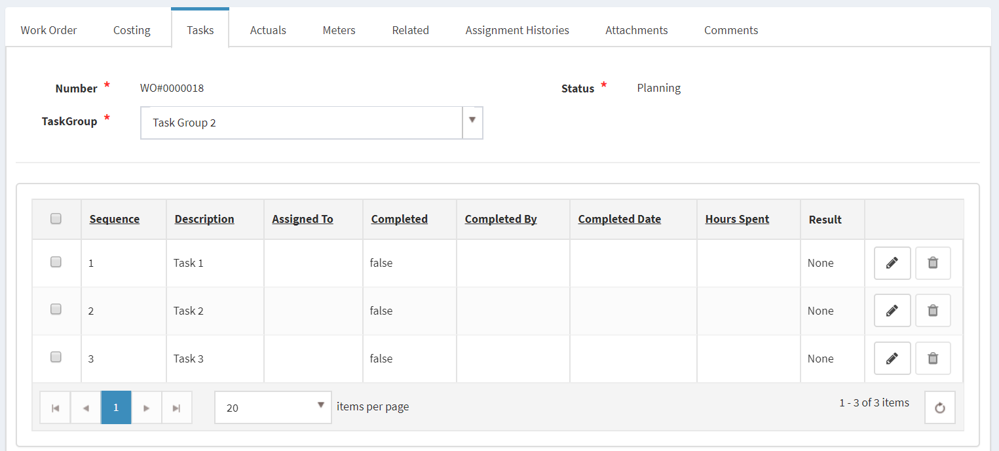 Work Order Costing Tasks Actuals Meters Related Assignment Histories Attachments Comments
Number * WO#0000018 Status * Planning
TaskGroup * Task Group 2
Sequence Description Assigned To Completed Completed By Completed Date Hours Spent Result
1 Task 1 false None
2 Task 2 false None
3 Task 3 false None
1 20 items per page 1 - 3 of 3 items